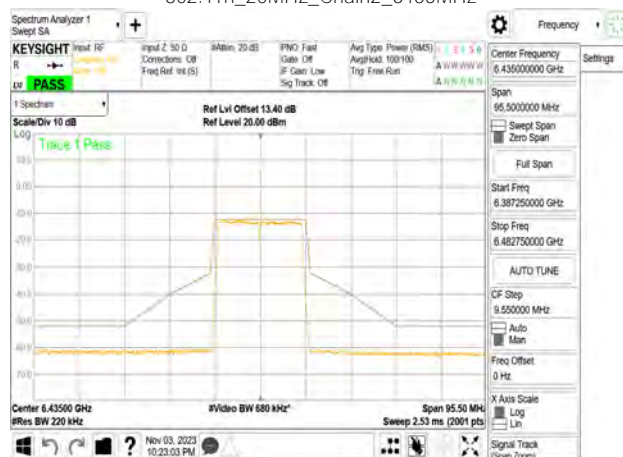 Spectrum Analyzer 1
Swept SA
+
Frequency
KEYSIGHT
Input: RF
Input Z: 50 Ω
Corrections: Off
Freq Ref: Int (S)
#Atten: 20 dB
PNO: Fast
Gate: Off
IF Gain: Low
Sig Track: Off
Avg Type: Power (RMS)
Avg|Hold: 100/100
Trig: Free Run
R
PASS
1 Spectrum
Scale/Div 10 dB
Ref Lvl Offset 13.40 dB
Ref Level 20.00 dBm
Log
Trace 1 Pass
10.0
0.00
Center 6.43500 GHz
#Res BW 220 kHz
#Video BW 680 kHz*
Span 95.50 MHz
Sweep 2.53 ms (2001 pts)
Nov 03, 2023
10:23:03 PM
Center Frequency
6.435000000 GHz
Settings
Span
95.5000000 MHz
Swept Span
Zero Span
Full Span
Start Freq
6.387250000 GHz
Stop Freq
6.482750000 GHz
AUTO TUNE
CF Step
9.550000 MHz
Auto
Man
Freq Offset
0 Hz
X Axis Scale
Log
Lin
Signal Track
(Span Zoom)